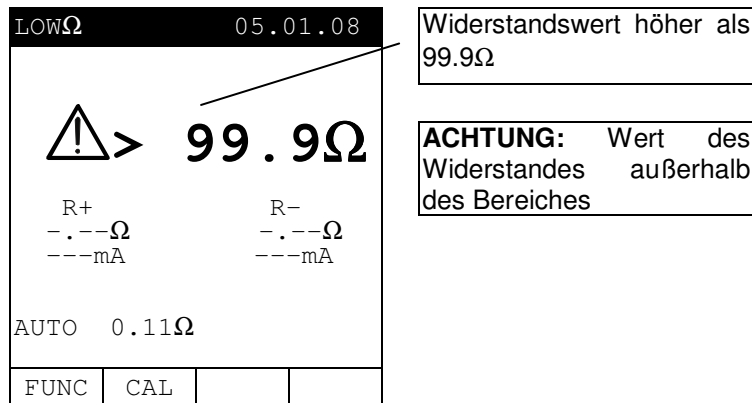 LOWΩ 05.01.08
> 99.9Ω
R+ R-
-.--Ω -.--Ω
---mA ---mA
AUTO 0.11Ω
FUNC CAL
Widerstandswert höher als
99.9Ω
ACHTUNG: Wert des
Widerstandes außerhalb
des Bereiches